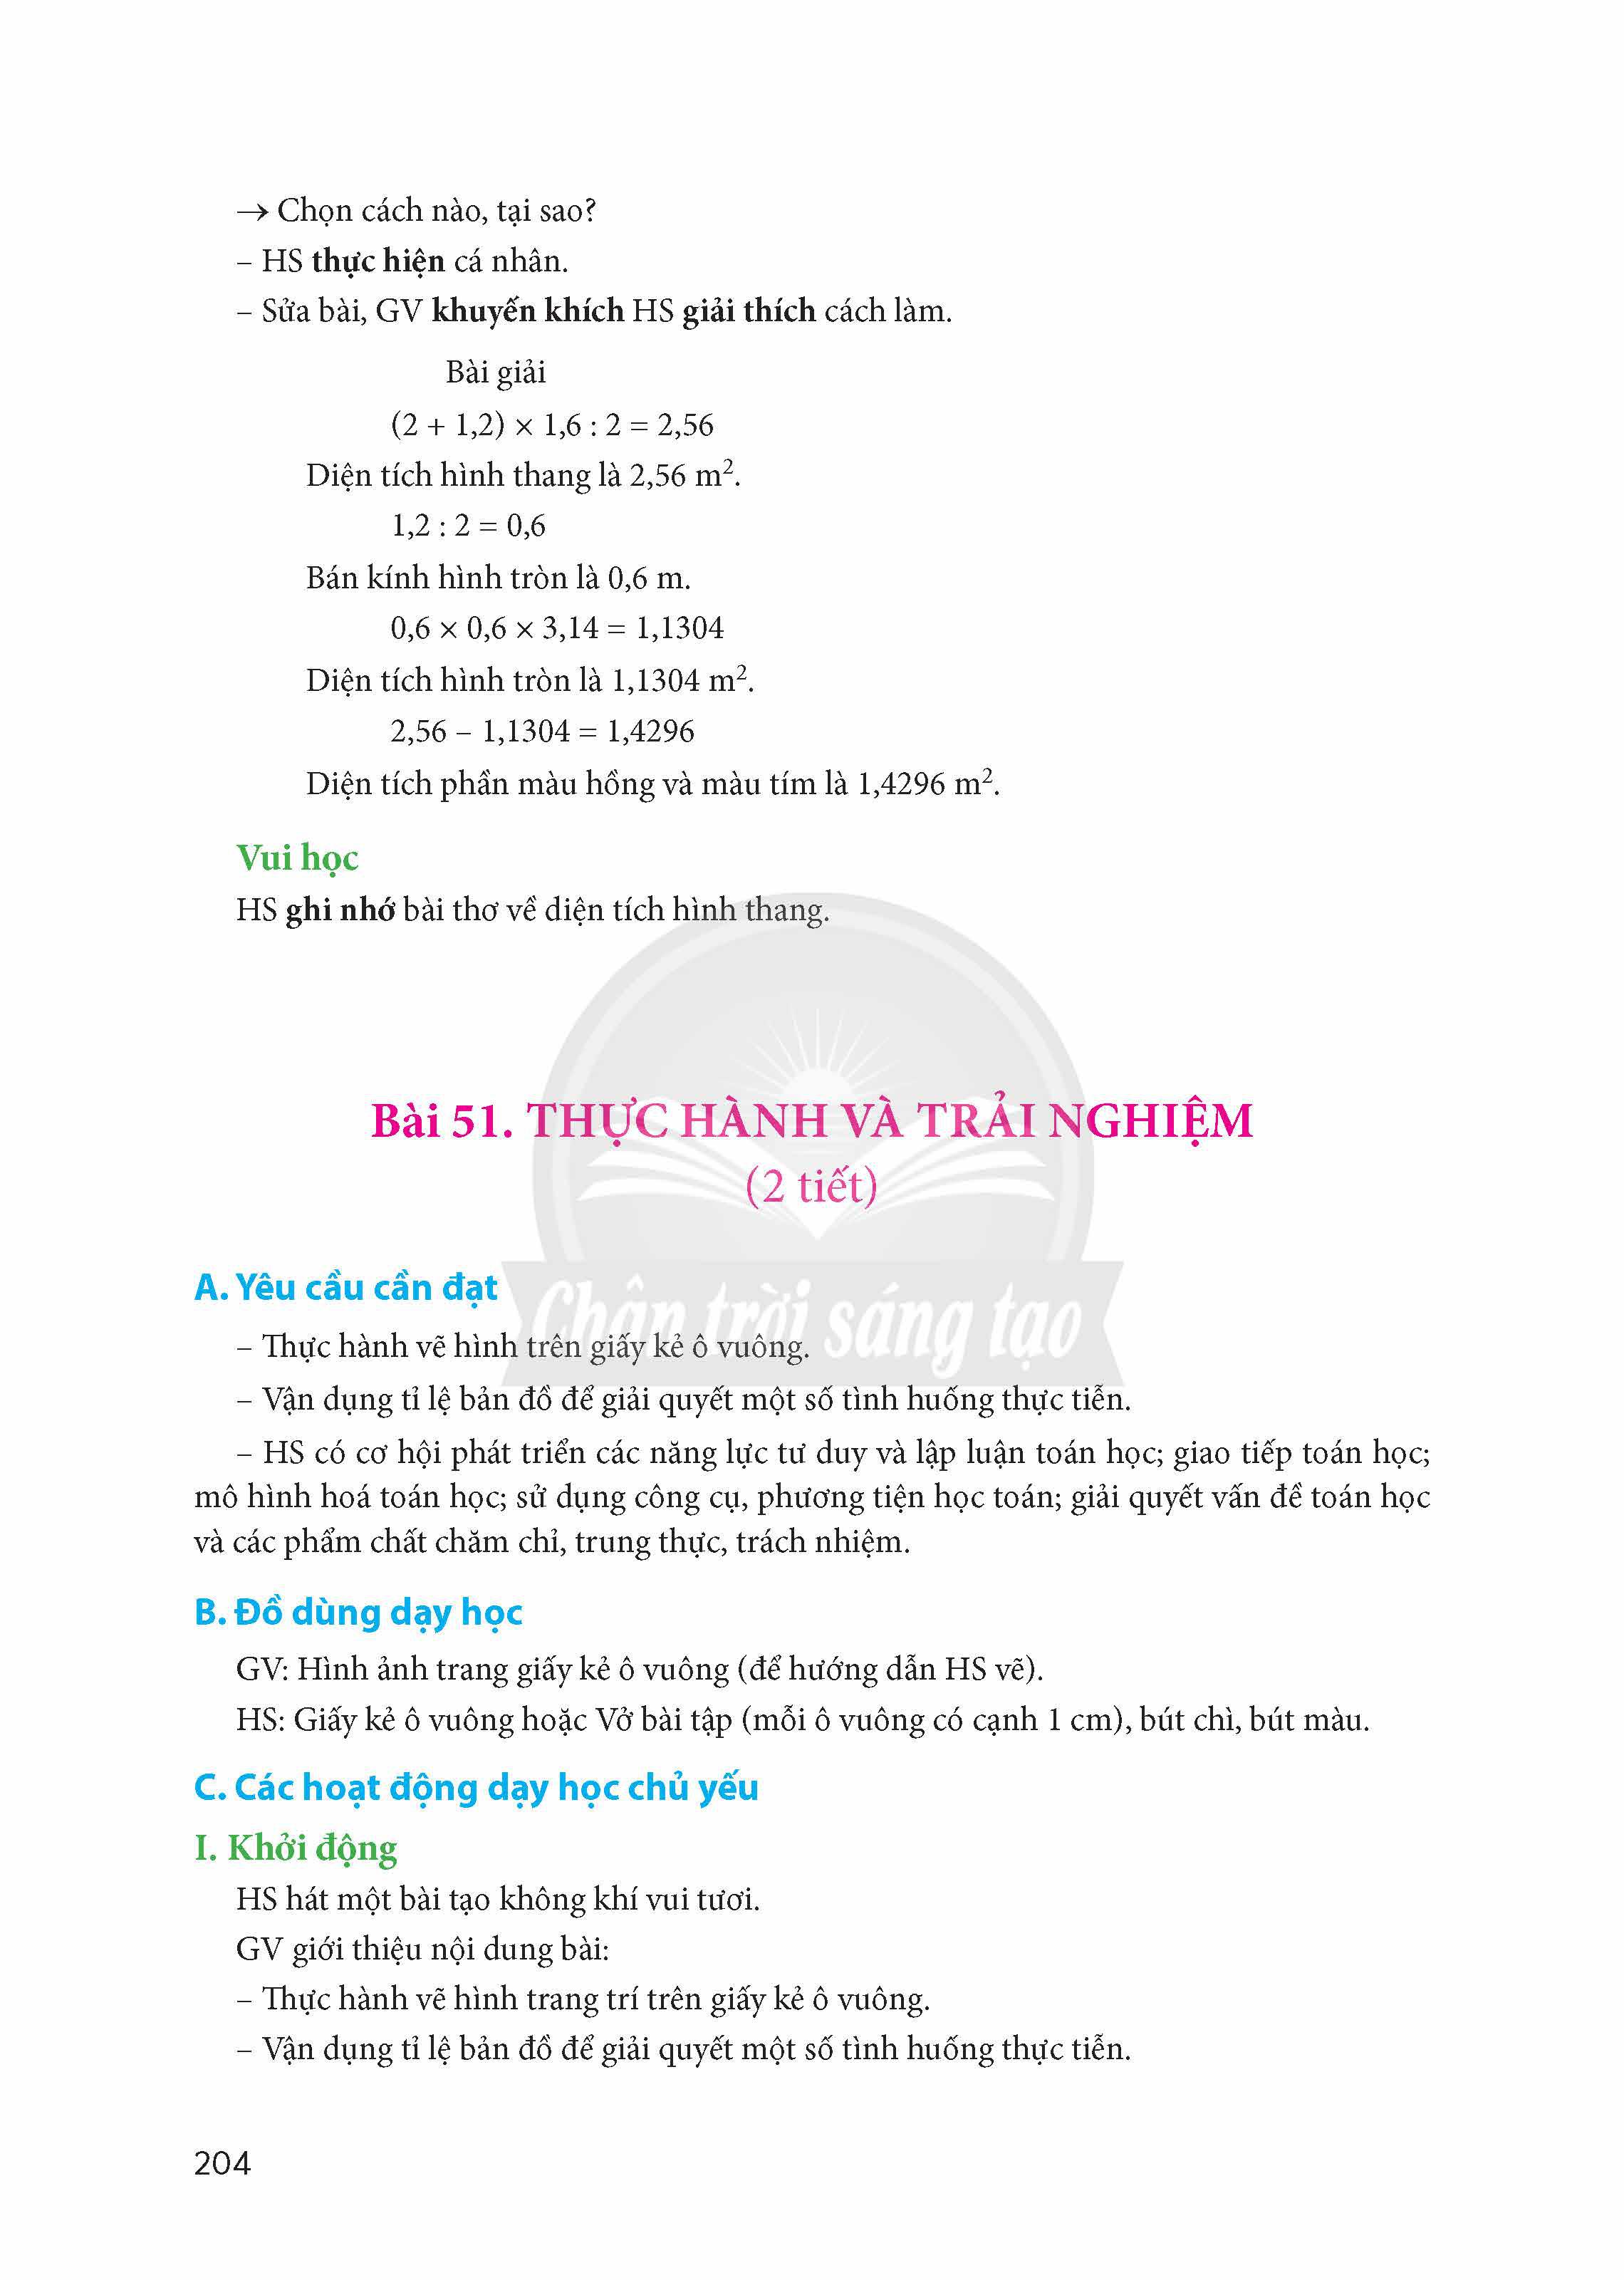 → Chọn cách nào, tại sao?
– HS thực hiện cá nhân.
– Sửa bài, GV khuyến khích HS giải thích cách làm.
Bài giải
(2 + 1,2) × 1,6 : 2 = 2,56
Diện tích hình thang là 2,56 m².
1,2 : 2 = 0,6
Bán kính hình tròn là 0,6 m.
0,6 × 0,6 × 3,14 = 1,1304
Diện tích hình tròn là 1,1304 m².
2,56 – 1,1304 = 1,4296
Diện tích phần màu hồng và màu tím là 1,4296 m².
Vui học
HS ghi nhớ bài thơ về diện tích hình thang.
Bài 51. THỰC HÀNH VÀ TRẢI NGHIỆM
(2 tiết)
A. Yêu cầu cần đạt
Chân trời sáng tạo
– Thực hành vẽ hình trên giấy kẻ ô vuông.
– Vận dụng tỉ lệ bản đồ để giải quyết một số tình huống thực tiễn.
– HS có cơ hội phát triển các năng lực tư duy và lập luận toán học; giao tiếp toán học;
mô hình hoá toán học; sử dụng công cụ, phương tiện học toán; giải quyết vấn đề toán học
và các phẩm chất chăm chỉ, trung thực, trách nhiệm.
B. Đồ dùng dạy học
GV: Hình ảnh trang giấy kẻ ô vuông (để hướng dẫn HS vẽ).
HS: Giấy kẻ ô vuông hoặc Vở bài tập (mỗi ô vuông có cạnh 1 cm), bút chì, bút màu.
C. Các hoạt động dạy học chủ yếu
I. Khởi động
HS hát một bài tạo không khí vui tươi.
GV giới thiệu nội dung bài:
– Thực hành vẽ hình trang trí trên giấy kẻ ô vuông.
– Vận dụng tỉ lệ bản đồ để giải quyết một số tình huống thực tiễn.
204